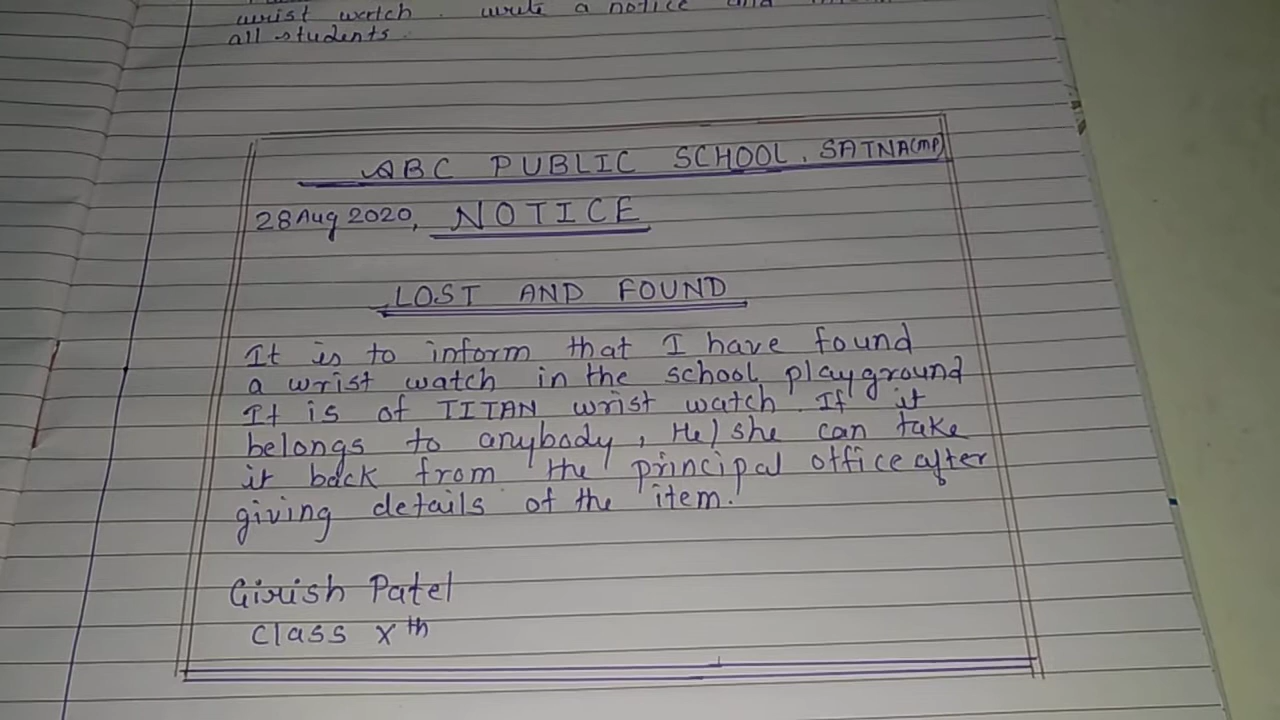 wrist watch. write a notice and
all students.
ABC PUBLIC SCHOOL, SATNA(MP)
28 Aug 2020, NOTICE
LOST AND FOUND
It is to inform that I have found
a wrist watch in the school playground
It is of TITAN wrist watch. If it
belongs to anybody, He/she can take
it back from the principal office after
giving details of the item.
Girish Patel
Class Xth